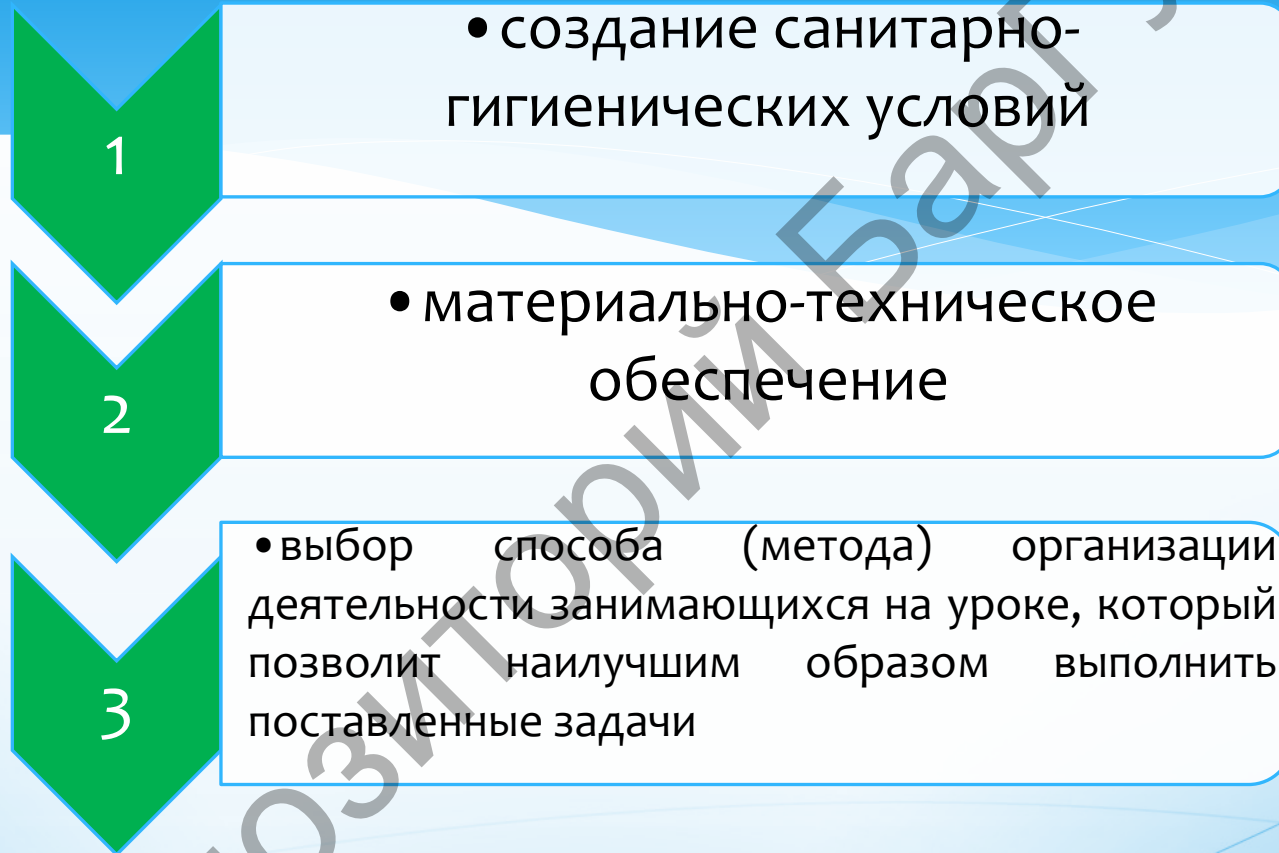 1
•создание санитарно-
гигиенических условий
2
•материально-техническое
обеспечение
3
•выбор способа (метода) организации
деятельности занимающихся на уроке, который
позволит наилучшим образом выполнить
поставленные задачи